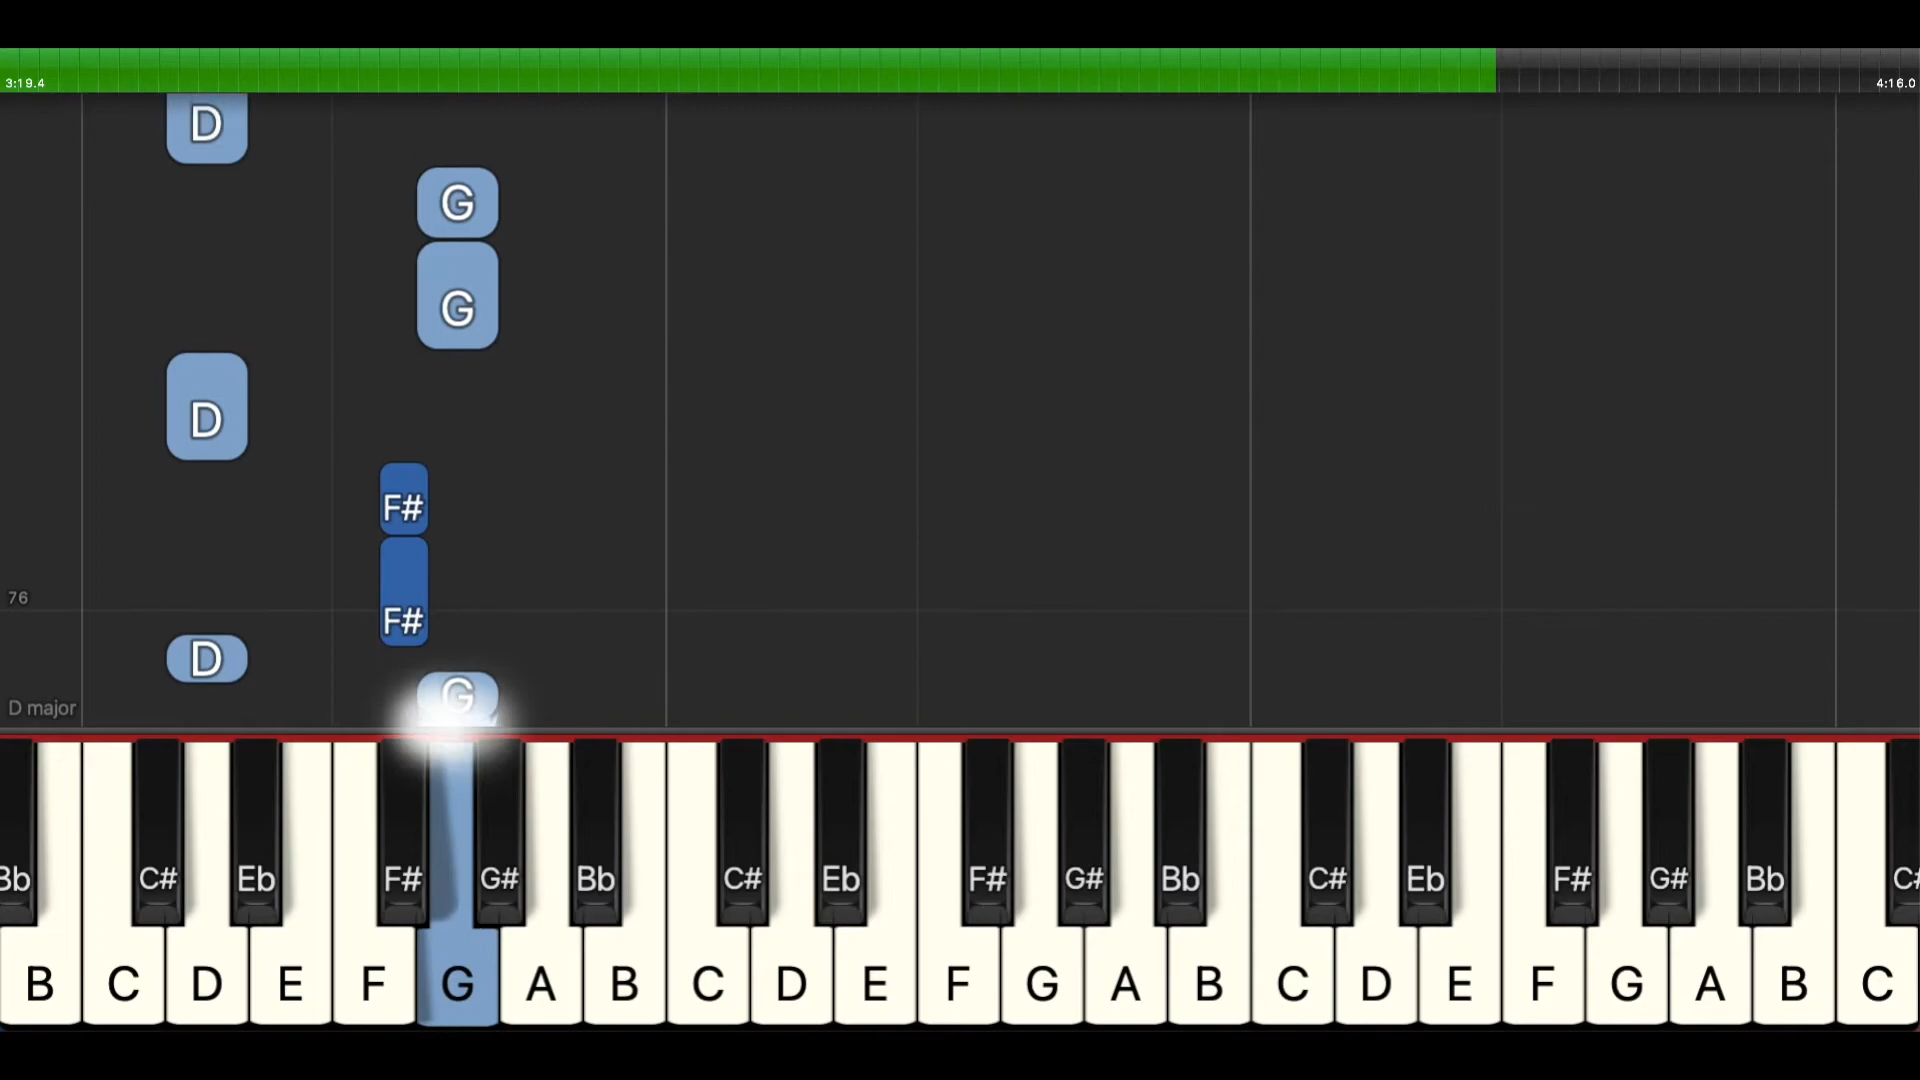 3:19.4 4:16.0
D
G
G
D
F#
F#
76
D
G
D major
Bb C# Eb F# G# Bb C# Eb F# G# Bb C# Eb F# G# Bb C#
B C D E F G A B C D E F G A B C D E F G A B C